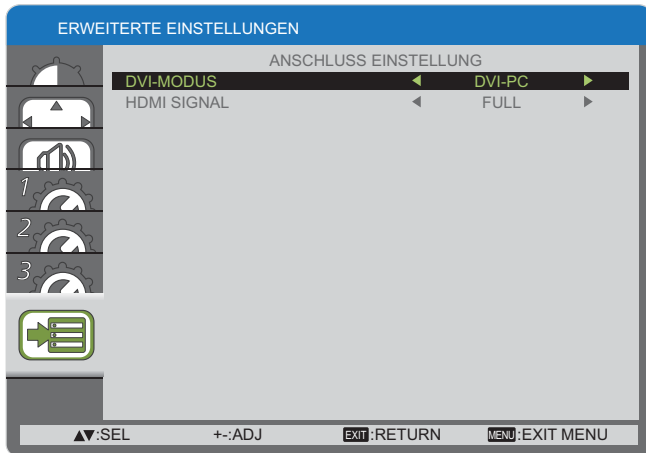 ERWEITERTE EINSTELLUNGEN
ANSCHLUSS EINSTELLUNG
DVI-MODUS ◀ DVI-PC ▶
HDMI SIGNAL ◀ FULL ▶
1
2
3
▲▼:SEL +-:ADJ EXIT:RETURN MENU:EXIT MENU